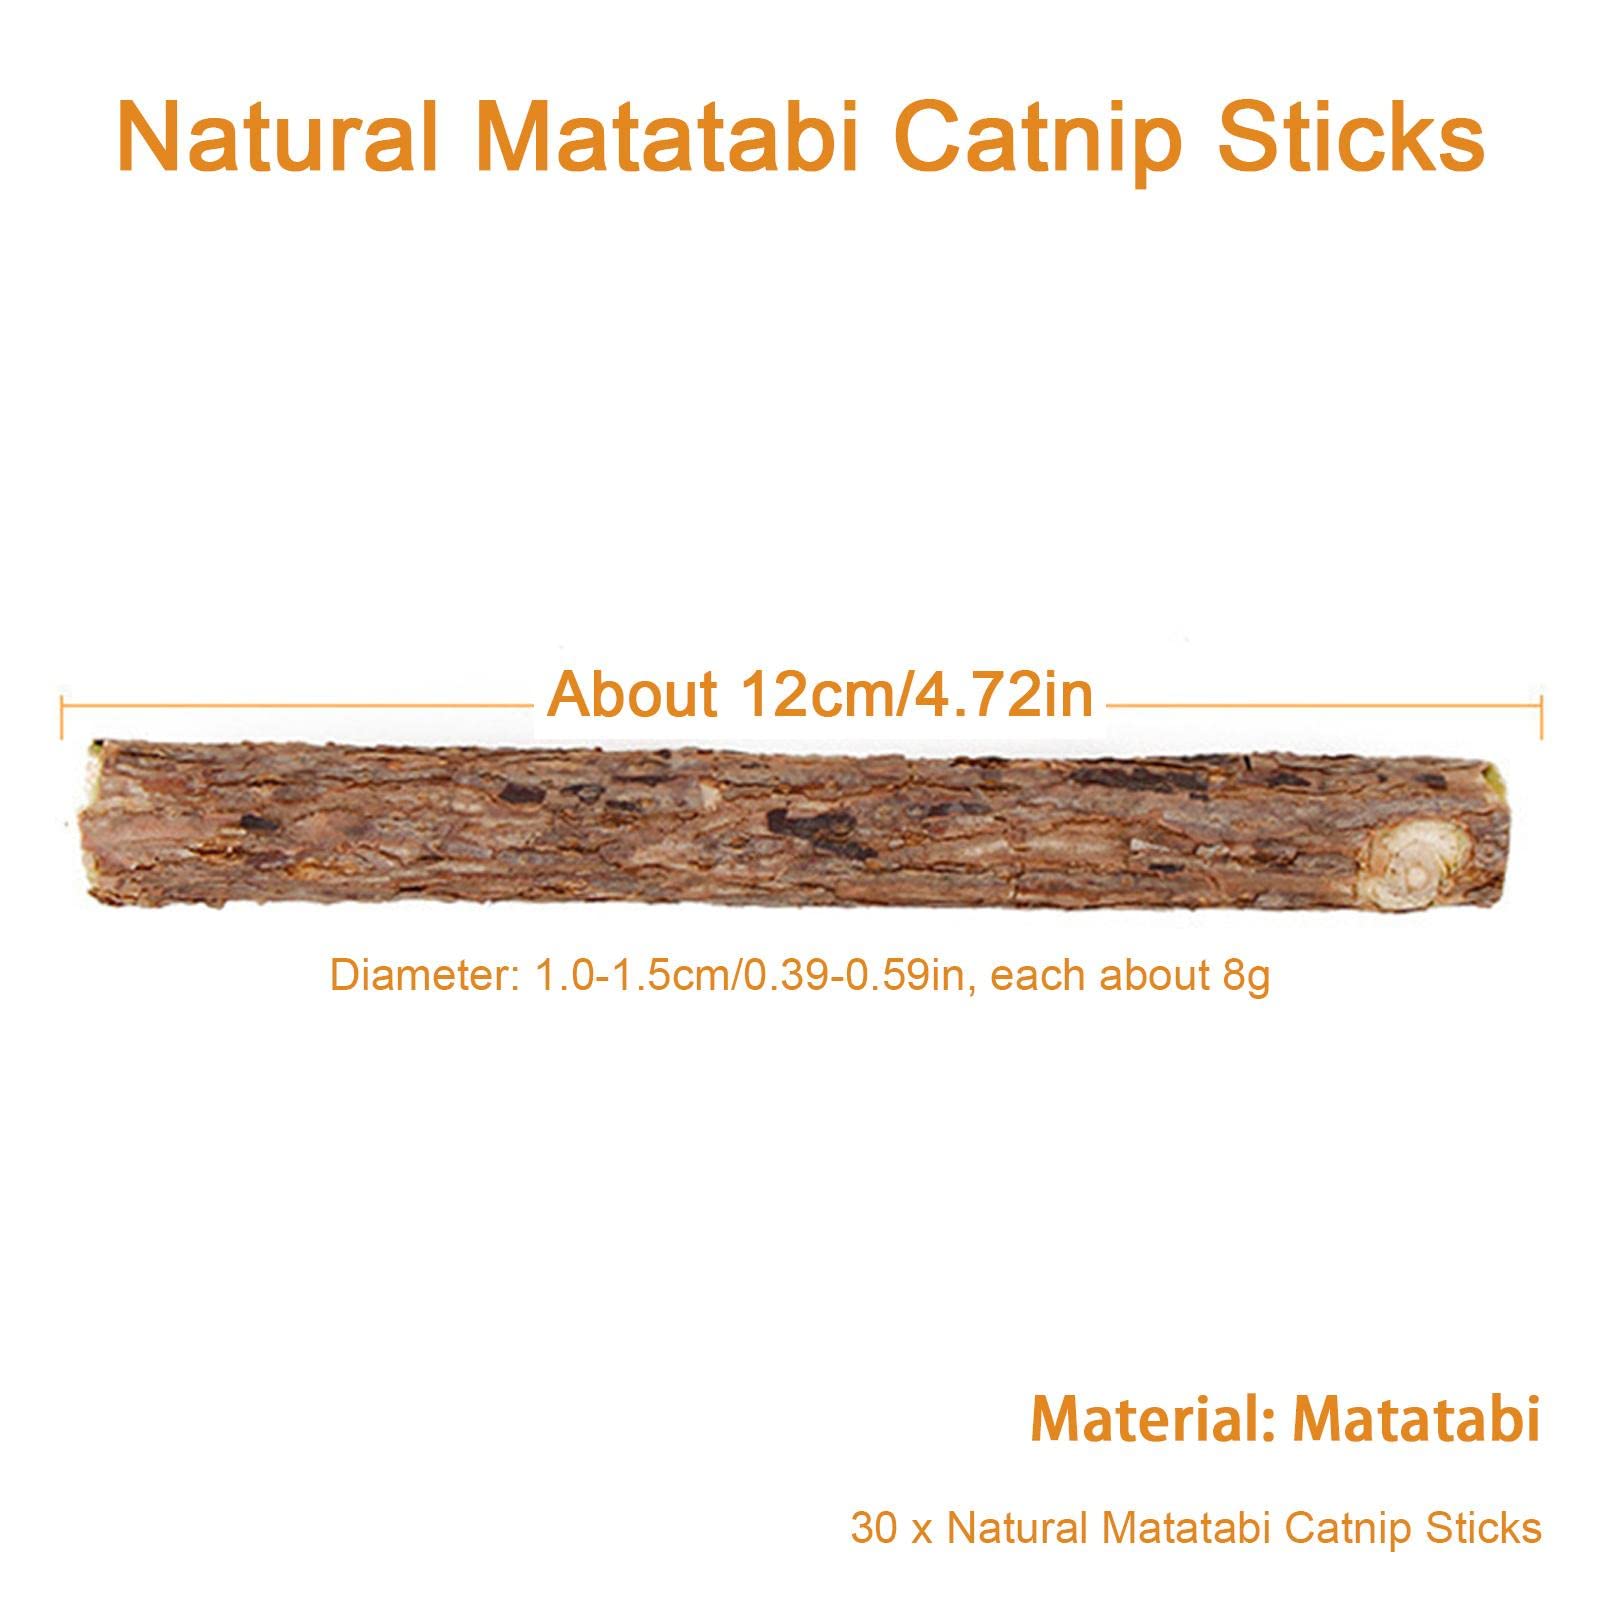 Natural Matatabi Catnip Sticks
About 12cm/4.72in
Diameter: 1.0-1.5cm/0.39-0.59in, each about 8g
Material: Matatabi
30 x Natural Matatabi Catnip Sticks